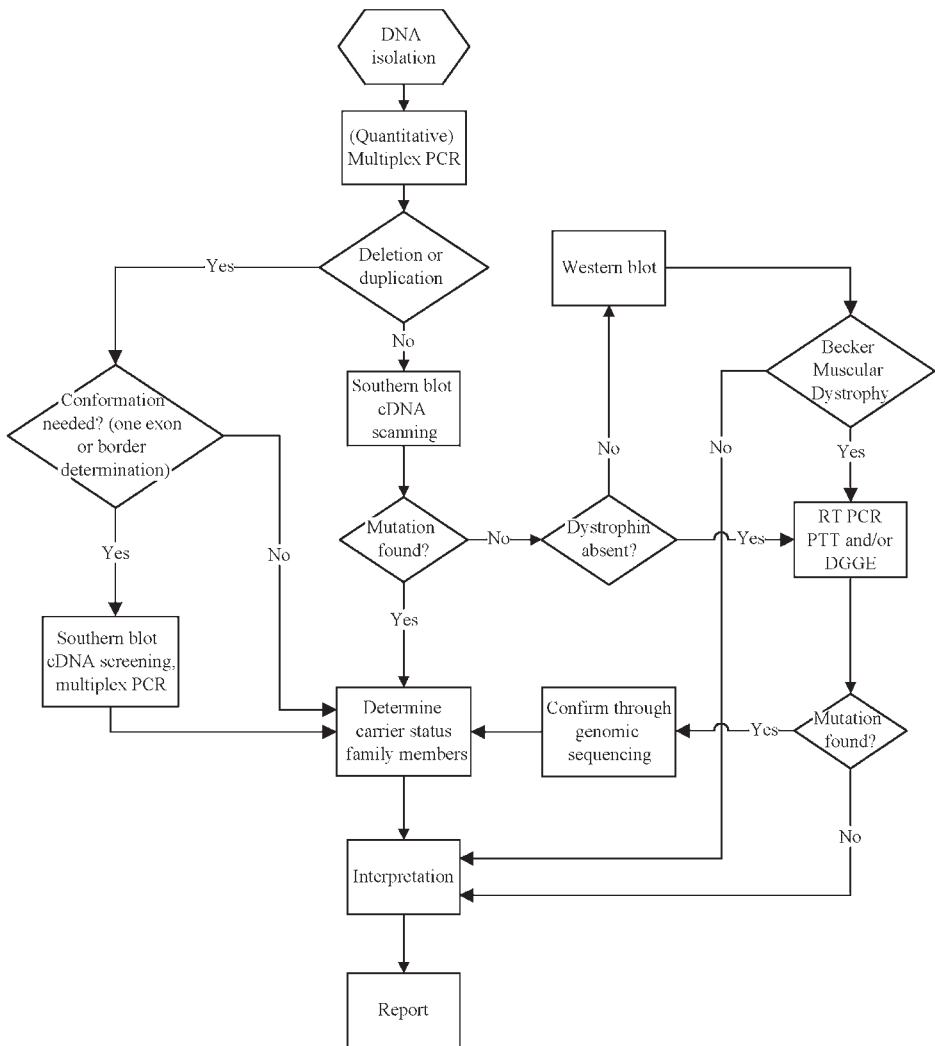 DNA
isolation
(Quantitative)
Multiplex PCR
Deletion or
duplication
Yes
No
Western blot
Becker
Muscular
Dystrophy
Conformation
needed? (one exon
or border
determination)
Southern blot
cDNA
scanning
No
No
Yes
Mutation
found?
No
Dystrophin
absent?
Yes
RT PCR
PTT and/or
DGGE
Yes
No
Yes
Southern blot
cDNA screening,
multiplex PCR
Determine
carrier status
family members
Confirm through
genomic
sequencing
Yes
Mutation
found?
No
Interpretation
Report